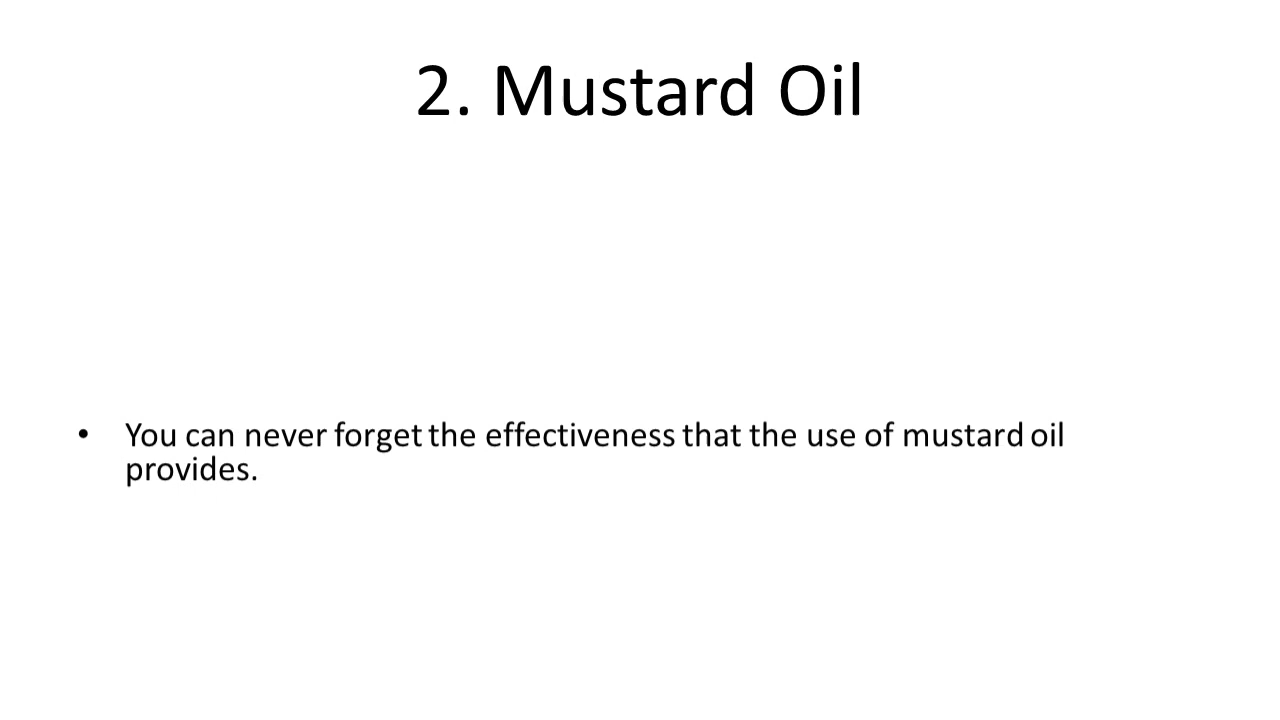 2. Mustard Oil
• You can never forget the effectiveness that the use of mustard oil
provides.